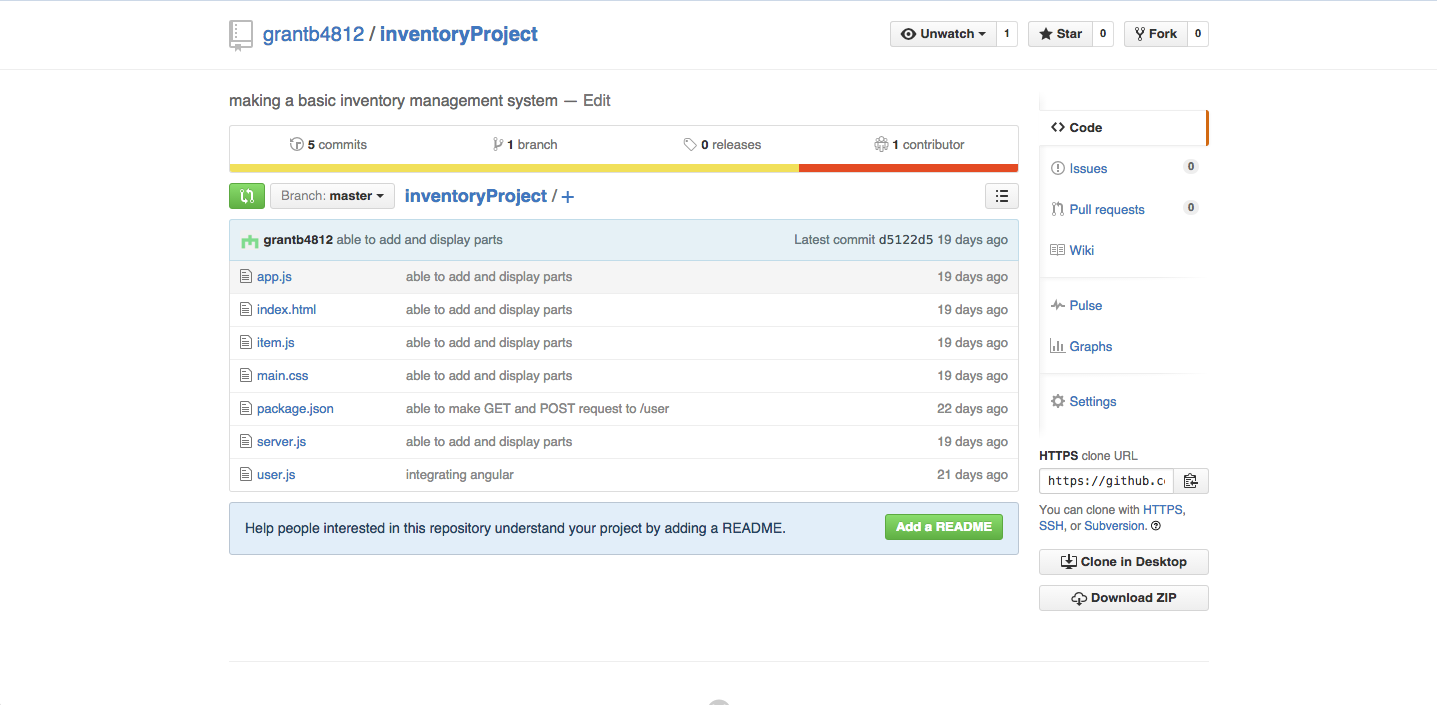 grantb4812 / inventoryProject
Unwatch 1 Star 0 Fork 0
making a basic inventory management system — Edit
5 commits 1 branch 0 releases 1 contributor
Branch: master inventoryProject / +
grantb4812 able to add and display parts Latest commit d5122d5 19 days ago
app.js able to add and display parts 19 days ago
index.html able to add and display parts 19 days ago
item.js able to add and display parts 19 days ago
main.css able to add and display parts 19 days ago
package.json able to make GET and POST request to /user 22 days ago
server.js able to add and display parts 19 days ago
user.js integrating angular 21 days ago
Help people interested in this repository understand your project by adding a README. Add a README
Code
Issues 0
Pull requests 0
Wiki
Pulse
Graphs
Settings
HTTPS clone URL
https://github.c
You can clone with HTTPS,
SSH, or Subversion.
Clone in Desktop
Download ZIP